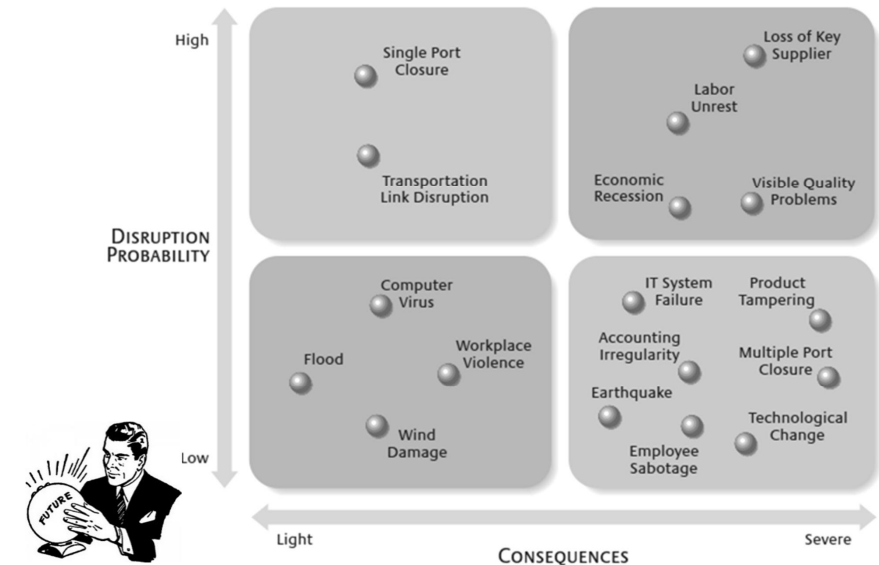 High
Single Port
Closure
Transportation
Link Disruption
Loss of Key
Supplier
Labor
Unrest
Economic
Recession
Visible Quality
Problems
DISRUPTION
PROBABILITY
Computer
Virus
Flood
Workplace
Violence
Wind
Damage
IT System
Failure
Product
Tampering
Accounting
Irregularity
Multiple Port
Closure
Earthquake
Technological
Change
Employee
Sabotage
Low
FUTURE
Light
Severe
CONSEQUENCES